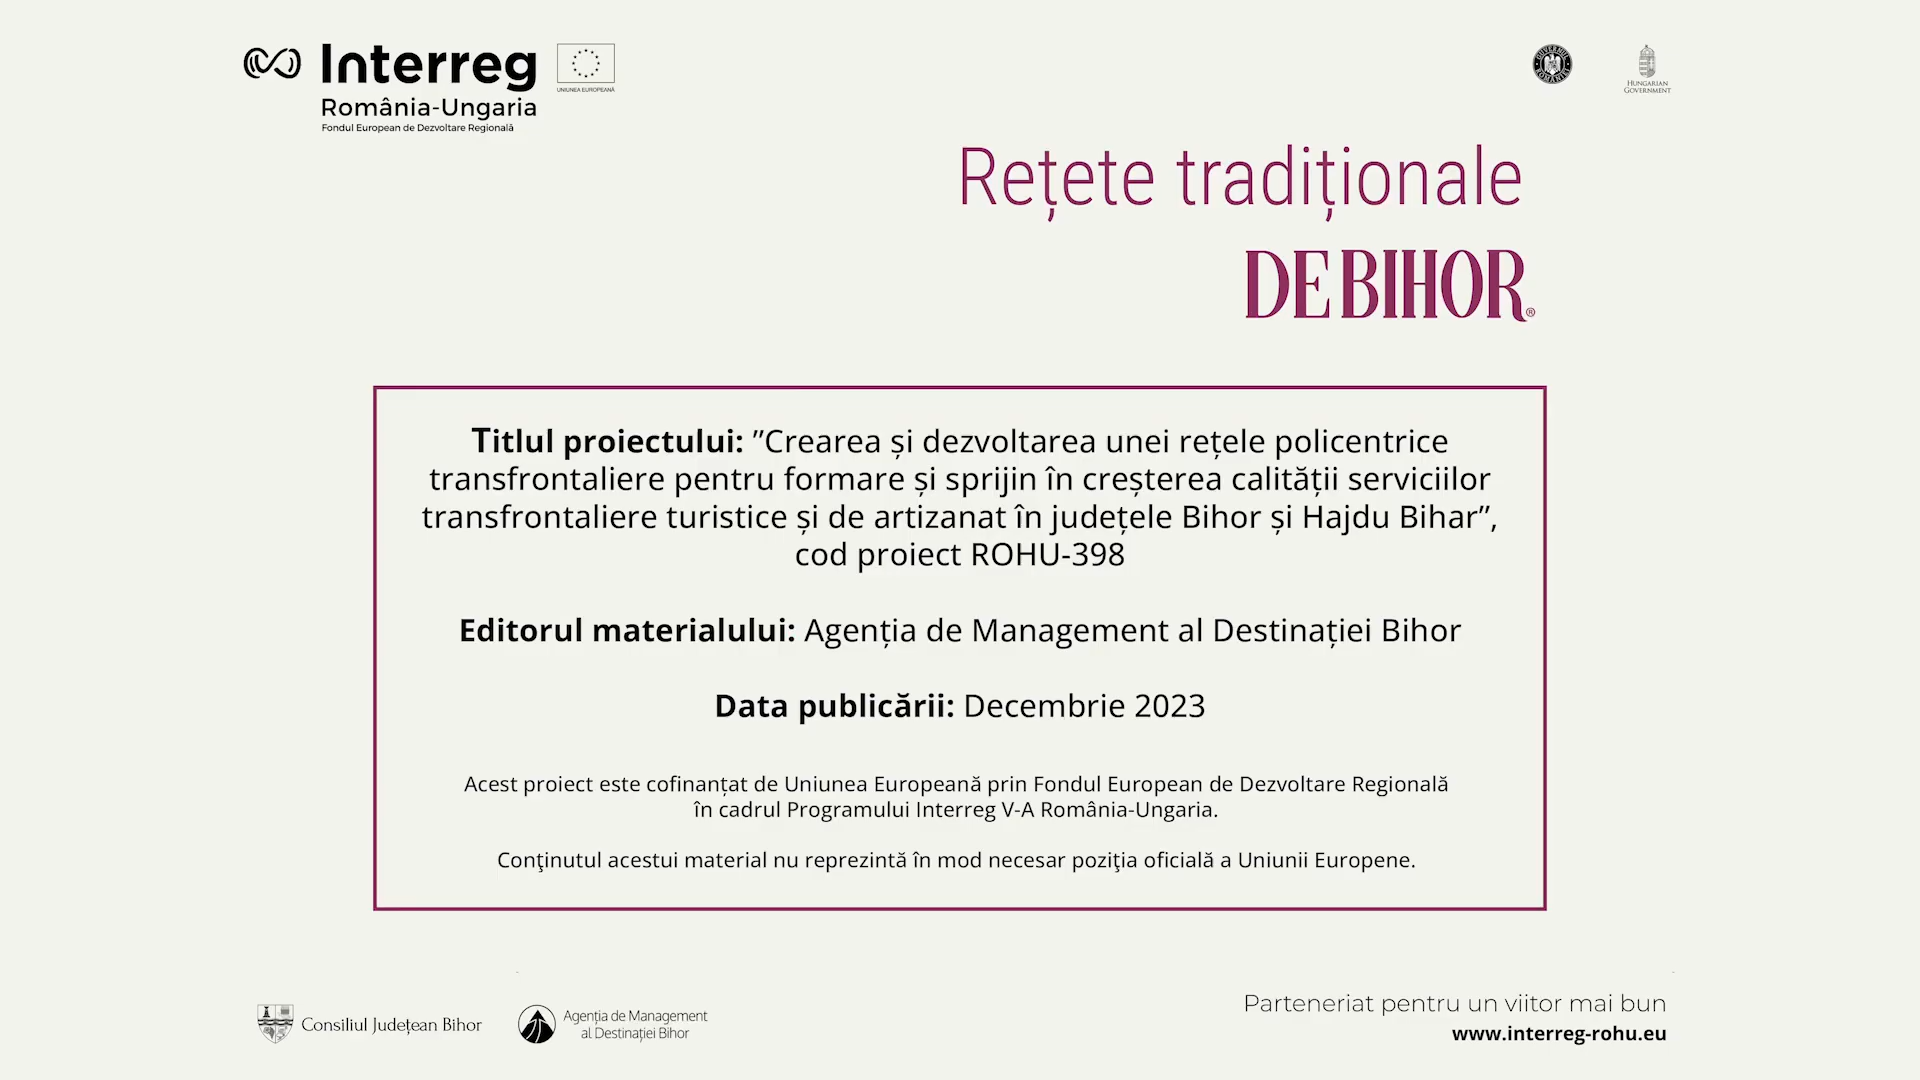 Interreg
România-Ungaria
Fondul European de Dezvoltare Regională
UNIUNEA EUROPEANĂ
GUVERNUL ROMÂNIEI
HUNGARIAN
GOVERNMENT
Rețete tradiționale
DE BIHOR®
Titlul proiectului: ”Crearea și dezvoltarea unei rețele policentrice
transfrontaliere pentru formare și sprijin în creșterea calității serviciilor
transfrontaliere turistice și de artizanat în județele Bihor și Hajdu Bihar”,
cod proiect ROHU-398
Editorul materialului: Agenția de Management al Destinației Bihor
Data publicării: Decembrie 2023
Acest proiect este cofinanțat de Uniunea Europeană prin Fondul European de Dezvoltare Regională
în cadrul Programului Interreg V-A România-Ungaria.
Conţinutul acestui material nu reprezintă în mod necesar poziţia oficială a Uniunii Europene.
Consiliul Județean Bihor
Agenția de Management
al Destinației Bihor
Parteneriat pentru un viitor mai bun
www.interreg-rohu.eu